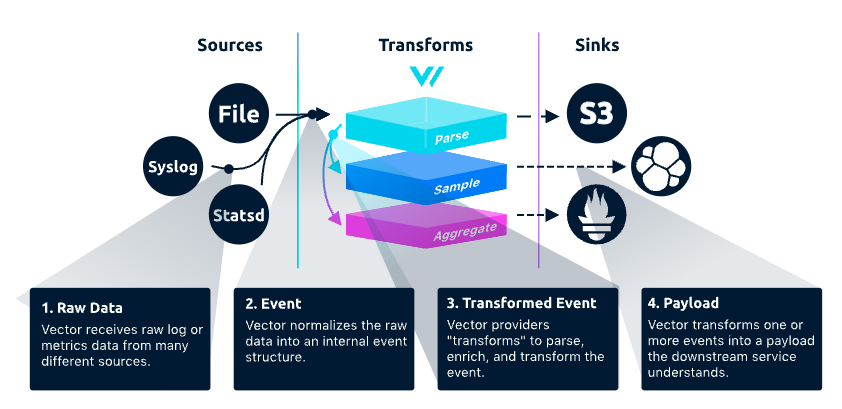 Sources
Transforms
Sinks
File
Syslog
Statsd
Parse
Sample
Aggregate
S3
1. Raw Data
Vector receives raw log or
metrics data from many
different sources.
2. Event
Vector normalizes the raw
data into an internal event
structure.
3. Transformed Event
Vector providers
"transforms" to parse,
enrich, and transform the
event.
4. Payload
Vector transforms one or
more events into a payload
the downstream service
understands.